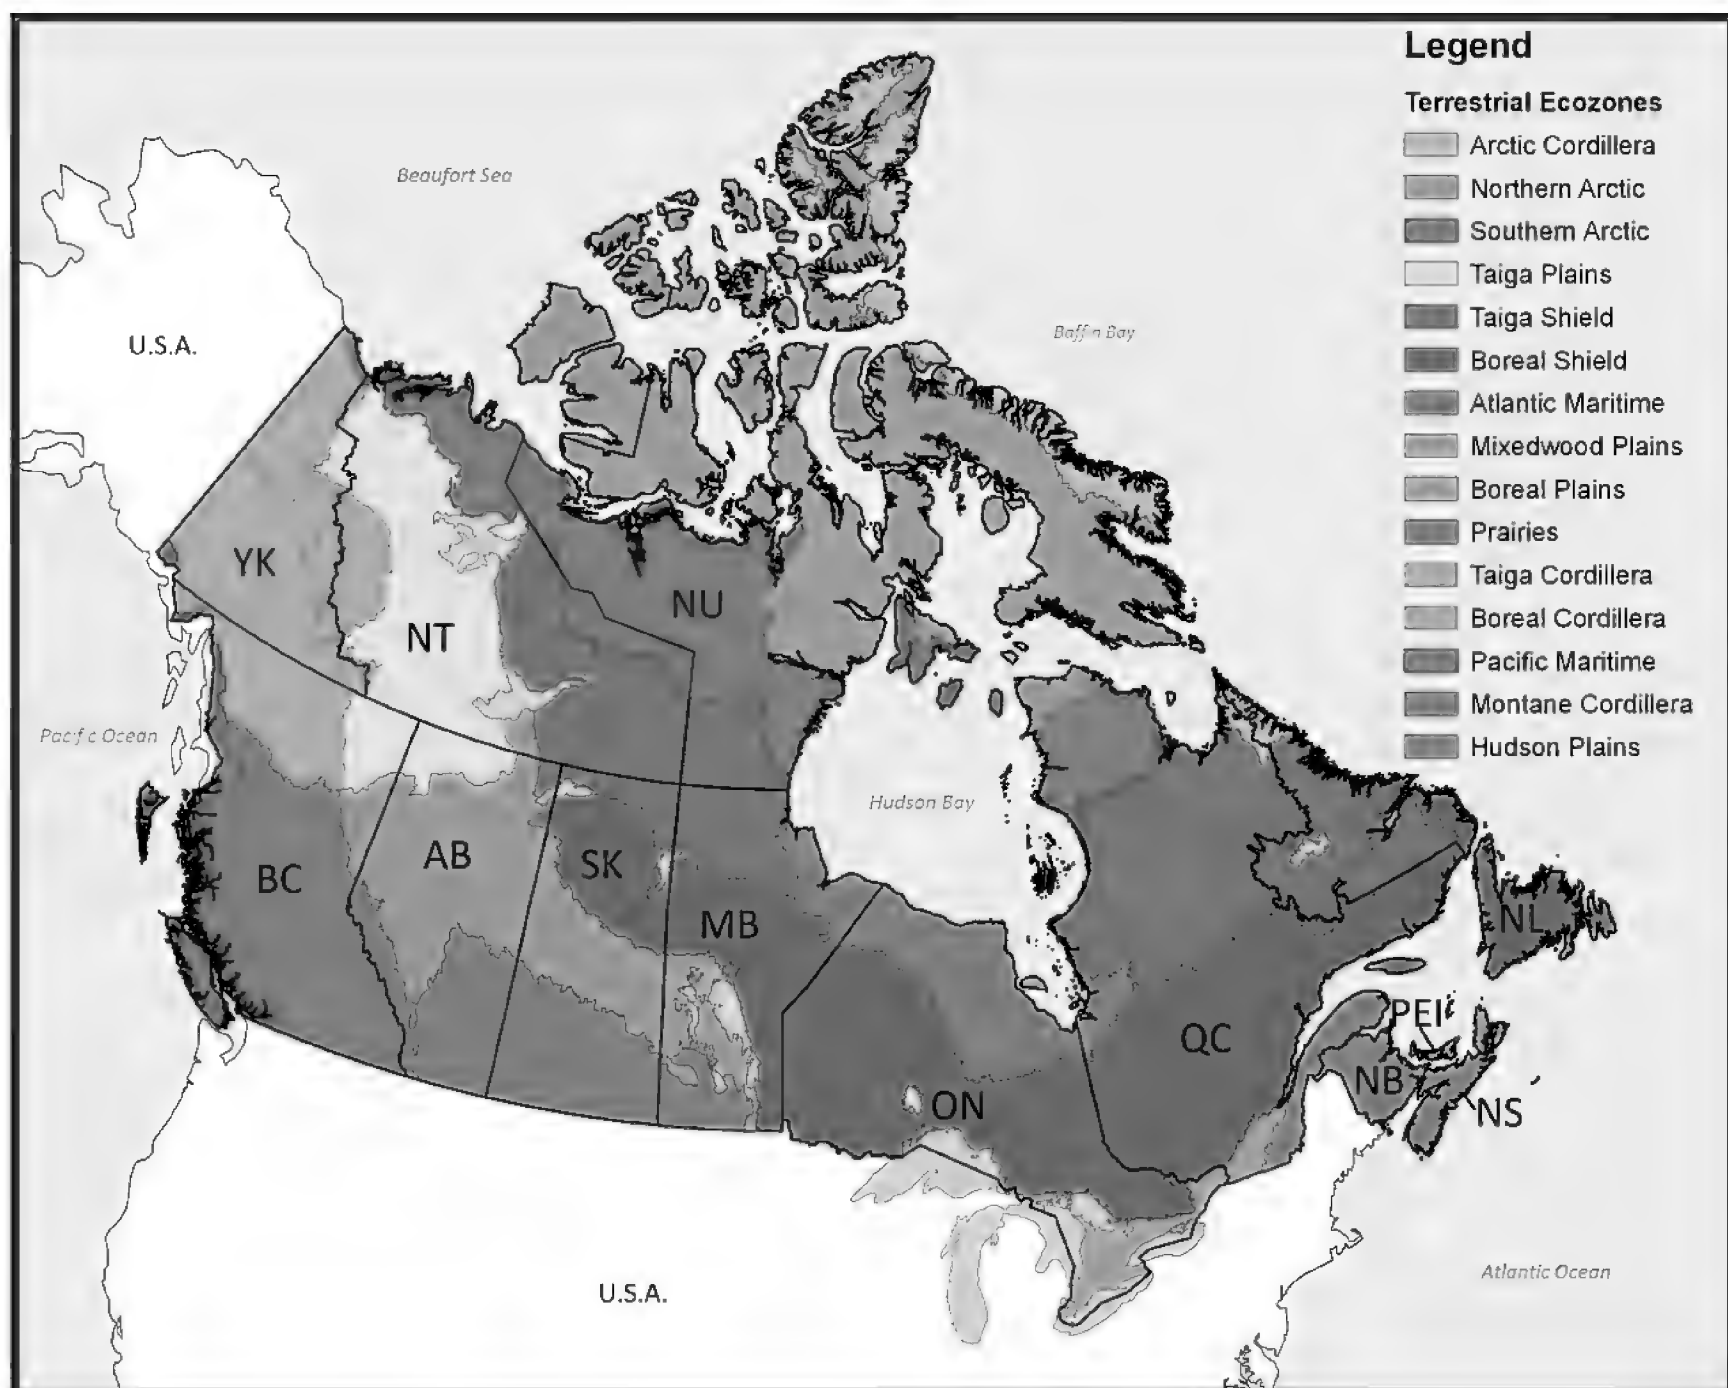 Legend
Terrestrial Ecozones
Arctic Cordillera
Northern Arctic
Southern Arctic
Taiga Plains
Taiga Shield
Boreal Shield
Atlantic Maritime
Mixedwood Plains
Boreal Plains
Prairies
Taiga Cordillera
Boreal Cordillera
Pacific Maritime
Montane Cordillera
Hudson Plains
Beaufort Sea
Baffin Bay
U.S.A.
YK
NT
NU
Pacific Ocean
Hudson Bay
BC
AB
SK
MB
NL
PEI
QC
NB
ON
NS
U.S.A.
Atlantic Ocean